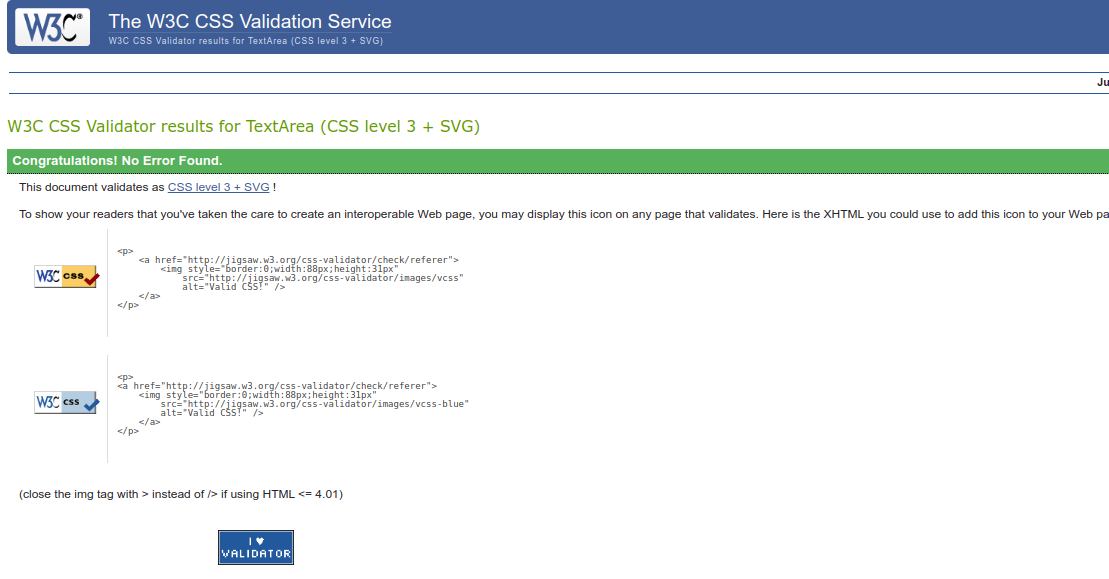 W3C® The W3C CSS Validation Service
W3C CSS Validator results for TextArea (CSS level 3 + SVG)
Ju
W3C CSS Validator results for TextArea (CSS level 3 + SVG)
Congratulations! No Error Found.
This document validates as CSS level 3 + SVG !
To show your readers that you've taken the care to create an interoperable Web page, you may display this icon on any page that validates. Here is the XHTML you could use to add this icon to your Web pa
<p>
<a href="http://jigsaw.w3.org/css-validator/check/referer">
<img style="border:0;width:88px;height:31px"
src="http://jigsaw.w3.org/css-validator/images/vcss"
alt="Valid CSS!" />
</a>
</p>
W3C css
<p>
<a href="http://jigsaw.w3.org/css-validator/check/referer">
<img style="border:0;width:88px;height:31px"
src="http://jigsaw.w3.org/css-validator/images/vcss-blue"
alt="Valid CSS!" />
</a>
</p>
W3C css
(close the img tag with > instead of /> if using HTML <= 4.01)
I ♥
VALIDATOR